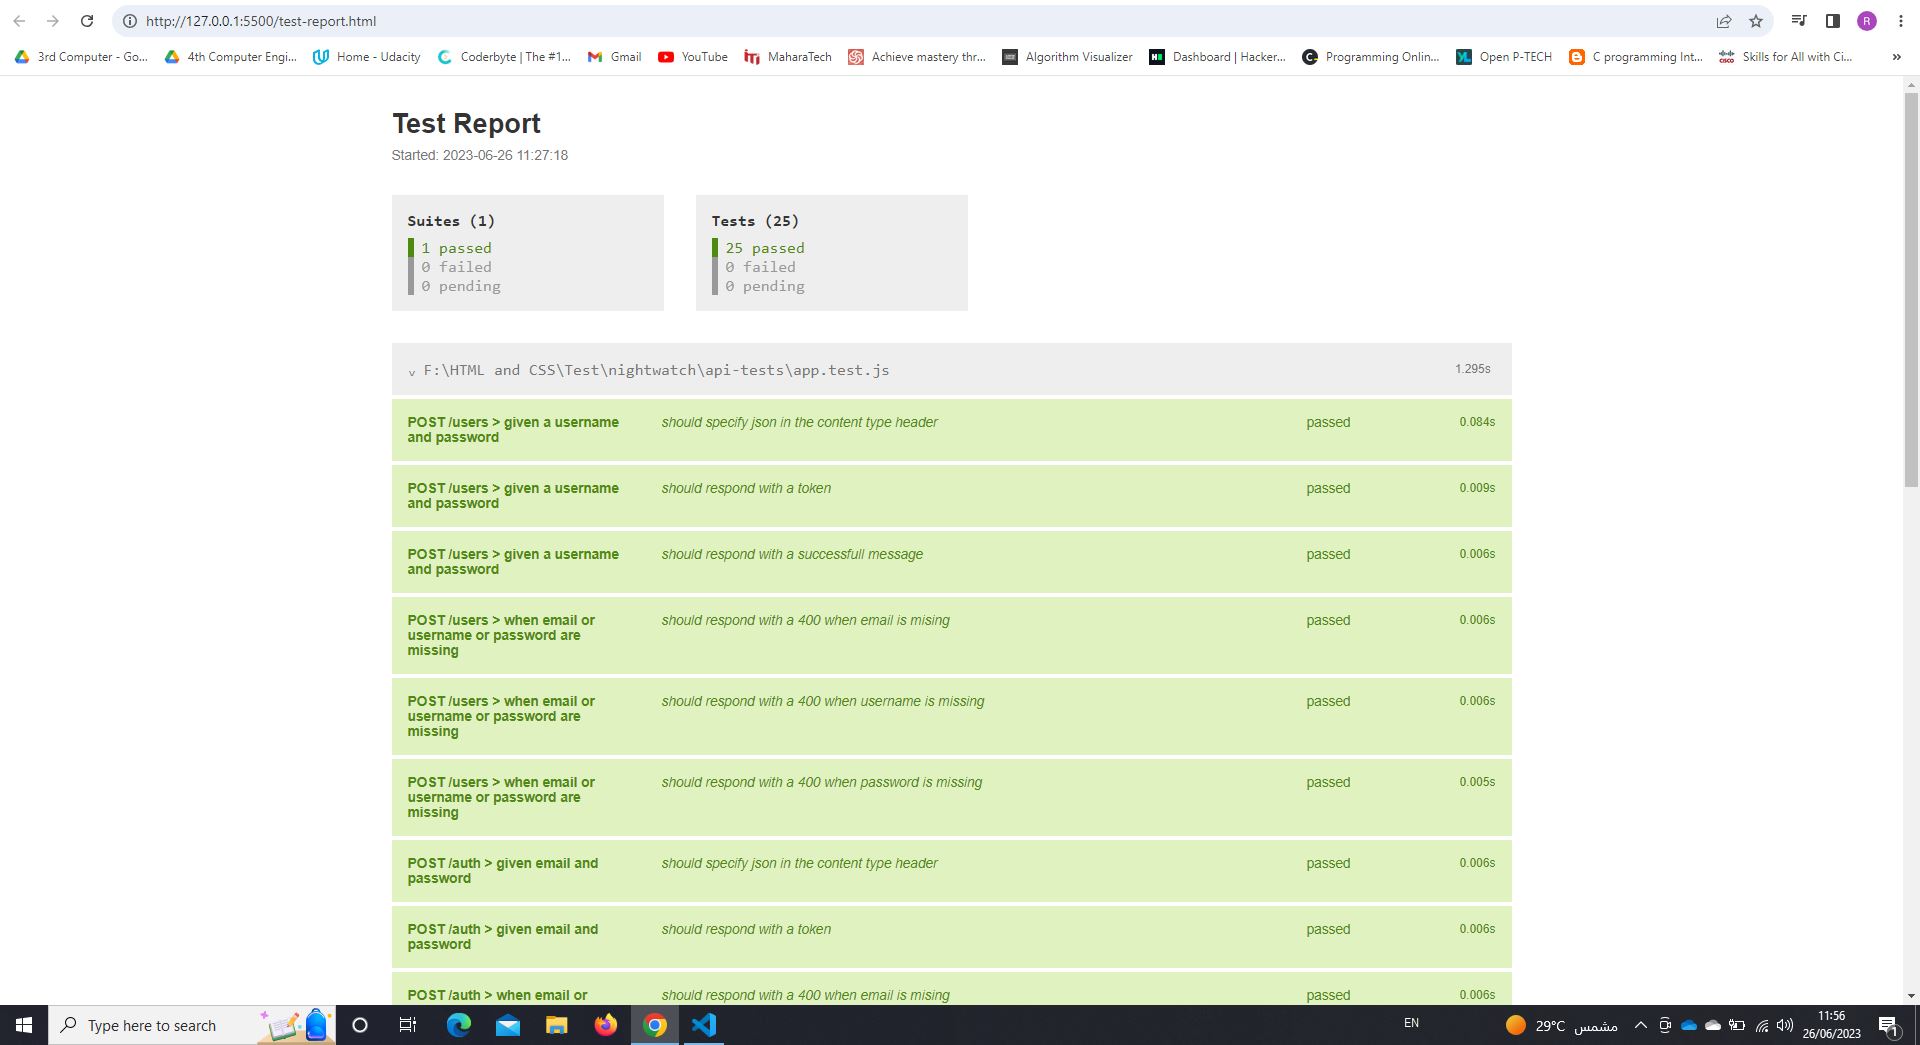 http://127.0.0.1:5500/test-report.html
R
3rd Computer - Go...
4th Computer Engi...
Home - Udacity
Coderbyte | The #1...
Gmail
YouTube
MaharaTech
Achieve mastery thr...
Algorithm Visualizer
Dashboard | Hacker...
Programming Onlin...
Open P-TECH
C programming Int...
Skills for All with Ci...
»
Test Report
Started: 2023-06-26 11:27:18
Suites (1)
1 passed
0 failed
0 pending
Tests (25)
25 passed
0 failed
0 pending
F:\HTML and CSS\Test\nightwatch\api-tests\app.test.js 1.295s
POST /users > given a username
and password
should specify json in the content type header passed 0.084s
POST /users > given a username
and password
should respond with a token passed 0.009s
POST /users > given a username
and password
should respond with a successfull message passed 0.006s
POST /users > when email or
username or password are
missing
should respond with a 400 when email is mising passed 0.006s
POST /users > when email or
username or password are
missing
should respond with a 400 when username is missing passed 0.006s
POST /users > when email or
username or password are
missing
should respond with a 400 when password is missing passed 0.005s
POST /auth > given email and
password
should specify json in the content type header passed 0.006s
POST /auth > given email and
password
should respond with a token passed 0.006s
POST /auth > when email or
should respond with a 400 when email is mising passed 0.006s
Type here to search
EN
29°C مشمس
11:56
26/06/2023
1